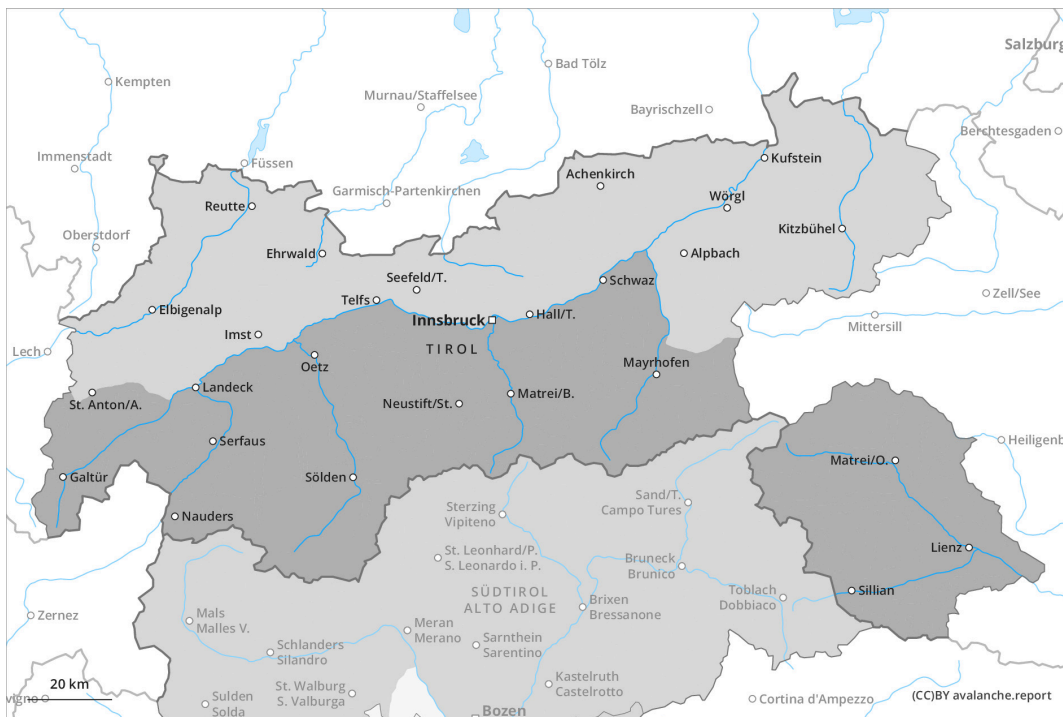 Salzburg
Kempten
Bad Tölz
Murnau/Staffelsee
Bayrischzell
Berchtesgaden
Immenstadt
Füssen
Kufstein
Achenkirch
Garmisch-Partenkirchen
Reutte
Wörgl
Oberstdorf
Kitzbühel
Ehrwald
Alpbach
Seefeld/T.
Schwaz
Zell/See
Telfs
Elbigenalp
Hall/T.
Innsbruck
Mittersill
Imst
TIROL
Lech
Oetz
Mayrhofen
Landeck
Matrei/B.
St. Anton/A.
Neustift/St.
Serfaus
Heiligenb
Matrei/O.
Galtür
Sölden
Sand/T.
Campo Tures
Sterzing
Vipiteno
Nauders
Lienz
St. Leonhard/P.
S. Leonardo i. P.
Bruneck
Brunico
SÜDTIROL
ALTO ADIGE
Toblach
Dobbiaco
Sillian
Brixen
Bressanone
Zernez
Mals
Malles V.
Meran
Merano
Sarnthein
Sarentino
Schlanders
Silandro
Kastelruth
Castelrotto
20 km
St. Walburg
S. Valburga
vigno
Sulden
Solda
Cortina d'Ampezzo
(CC)BY avalanche.report
Bozen